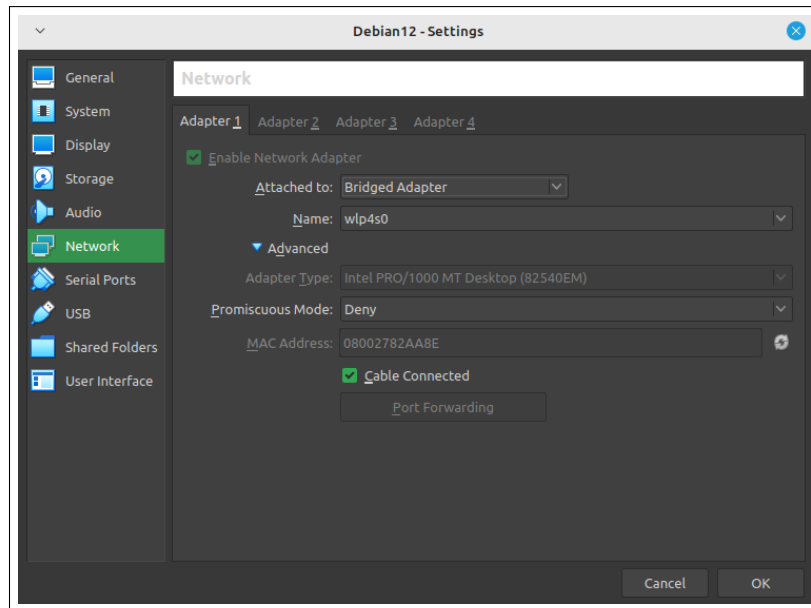 Debian12 - Settings
General
System
Display
Storage
Audio
Network
Serial Ports
USB
Shared Folders
User Interface
Network
Adapter 1 Adapter 2 Adapter 3 Adapter 4
Enable Network Adapter
Attached to: Bridged Adapter
Name: wlp4s0
Advanced
Adapter Type: Intel PRO/1000 MT Desktop (82540EM)
Promiscuous Mode: Deny
MAC Address: 08002782AA8E
Cable Connected
Port Forwarding
Cancel OK